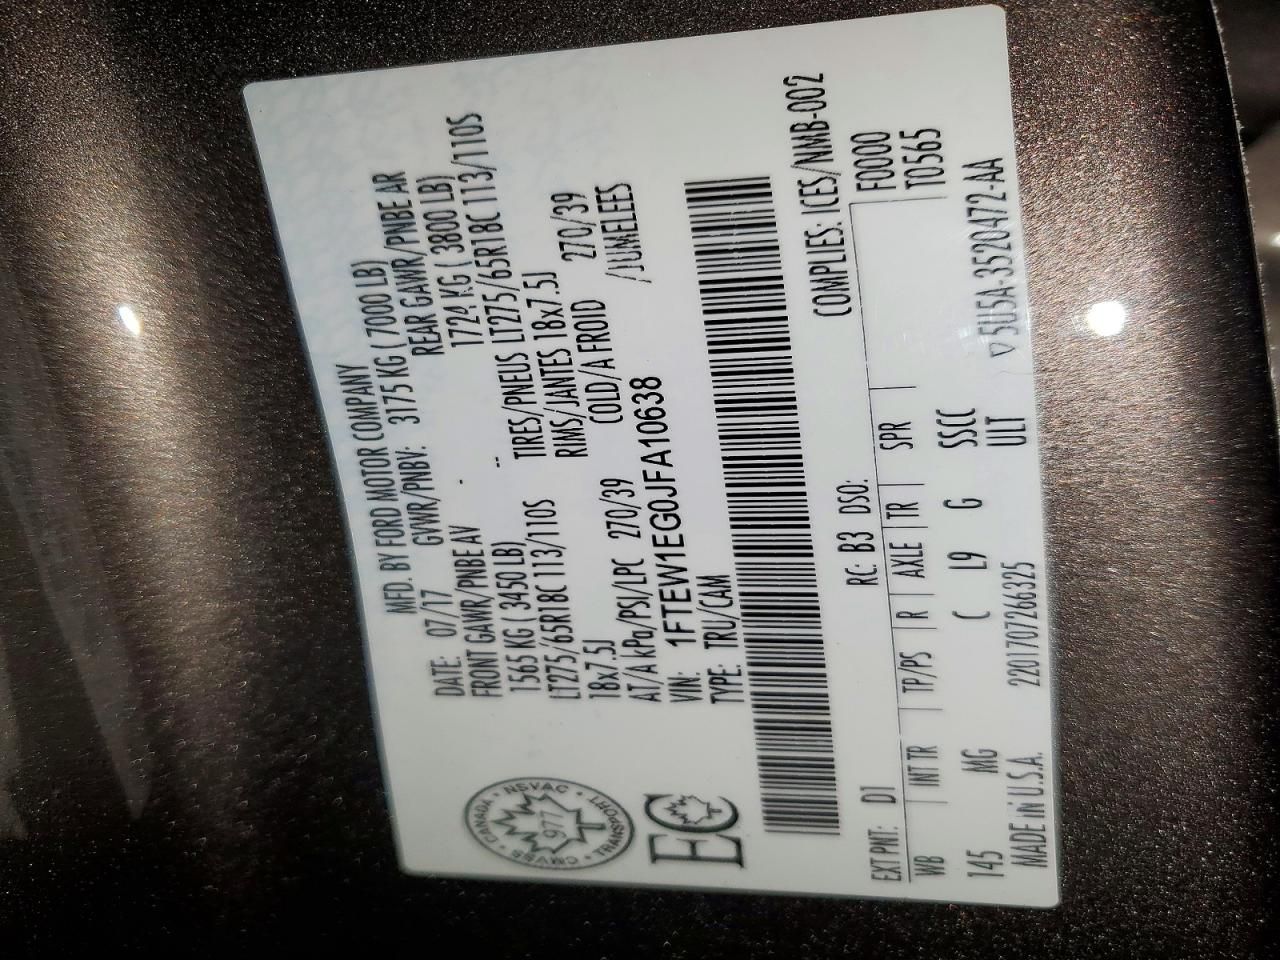 MFD. BY FORD MOTOR COMPANY
DATE: 07/17 GVWR/PNBV: 3175 KG ( 7000 LB)
FRONT GAWR/PNBE AV REAR GAWR/PNBE AR
1565 KG ( 3450 LB) 1724 KG ( 3800 LB)
LT275/65R18C 113/110S TIRES/PNEUS LT275/65R18C 113/110S
18x7.5J RIMS/JANTES 18x7.5J
AT/A kPa/PSI/LPC 270/39 COLD/A FROID 270/39
VIN: 1FTEW1EG0JFA10638 /JUMELEES
TYPE: TRU/CAM
CANADA • NSVAC • TRANSPORT • CMVSS
977
T
EC
COMPLIES: ICES/NMB-002
EXT PNT: D1 RC: B3 DSO: F0000
WB INT TR TP/PS R AXLE TR SPR T0565
145 MG C L9 G SSCC
ULT
MADE IN U.S.A. 2201707266325 ▽5U5A-3520472-AA